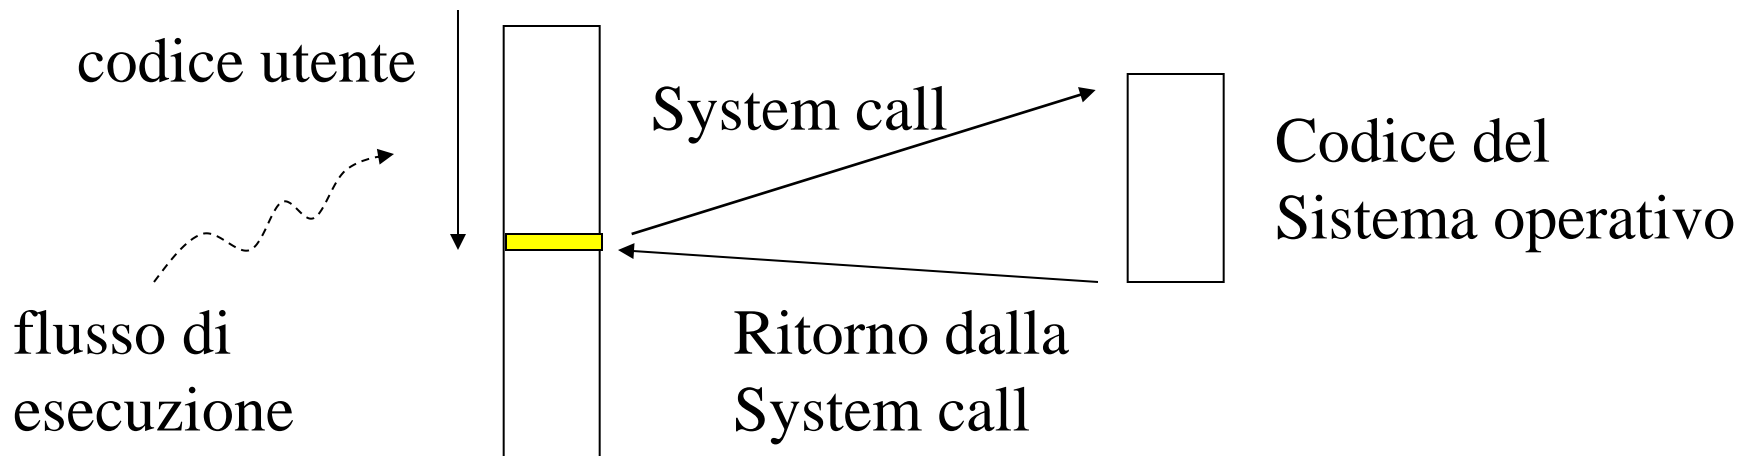 codice utente
System call
Codice del
Sistema operativo
flusso di
esecuzione
Ritorno dalla
System call